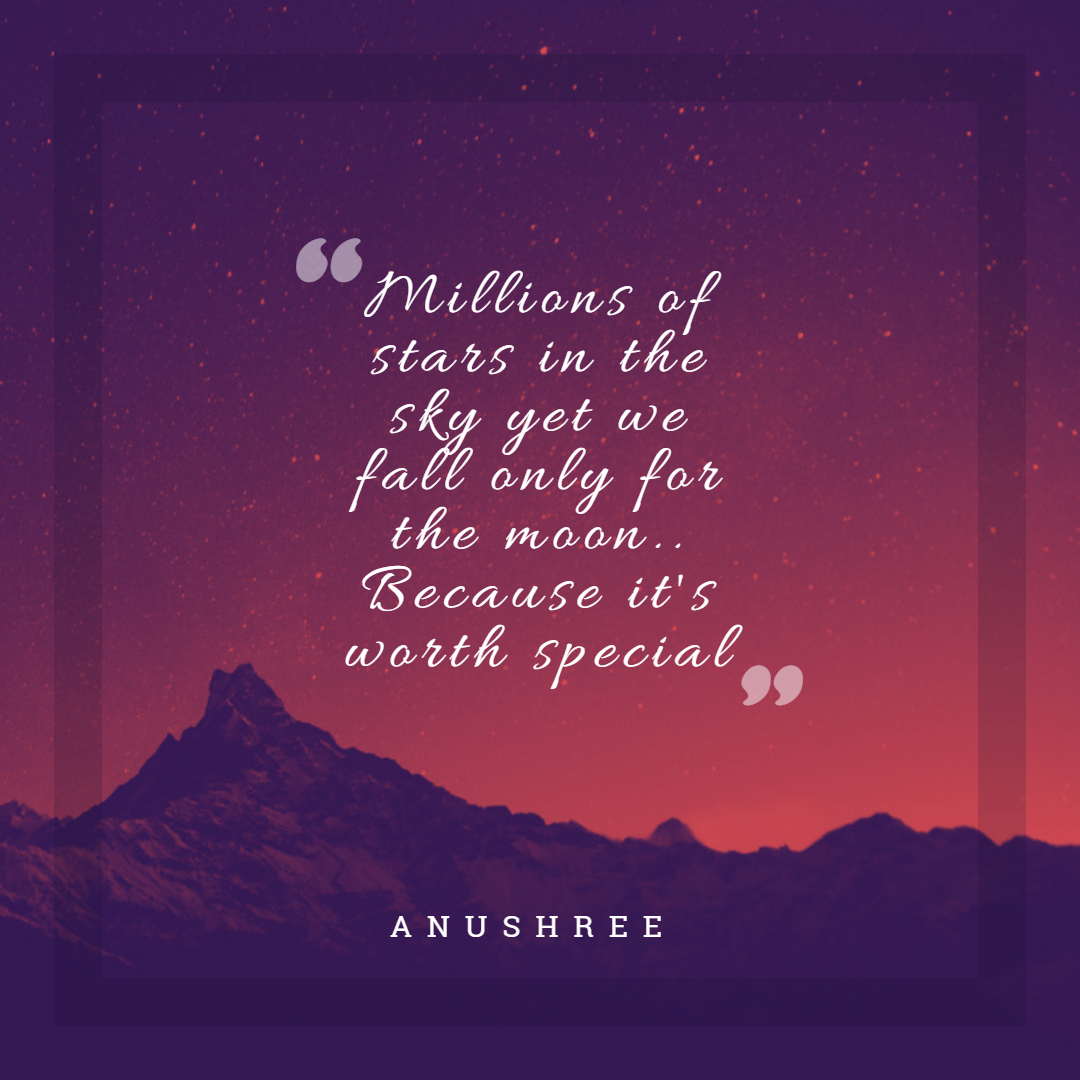 “Millions of
stars in the
sky yet we
fall only for
the moon..
Because it's
worth special”
ANUSHREE